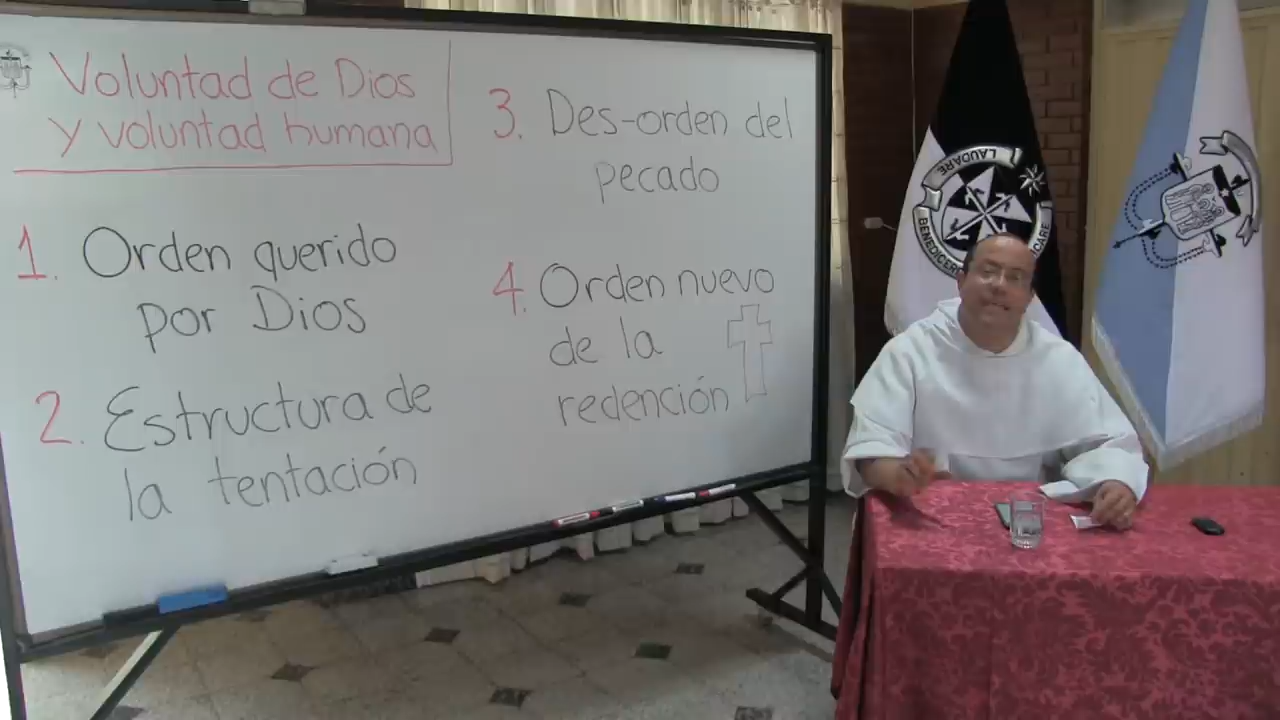 Voluntad de Dios
y voluntad humana
1. Orden querido
por Dios
2. Estructura de
la tentación
3. Des-orden del
pecado
4. Orden nuevo
de la
redención
LAUDARE
BENEDICERE